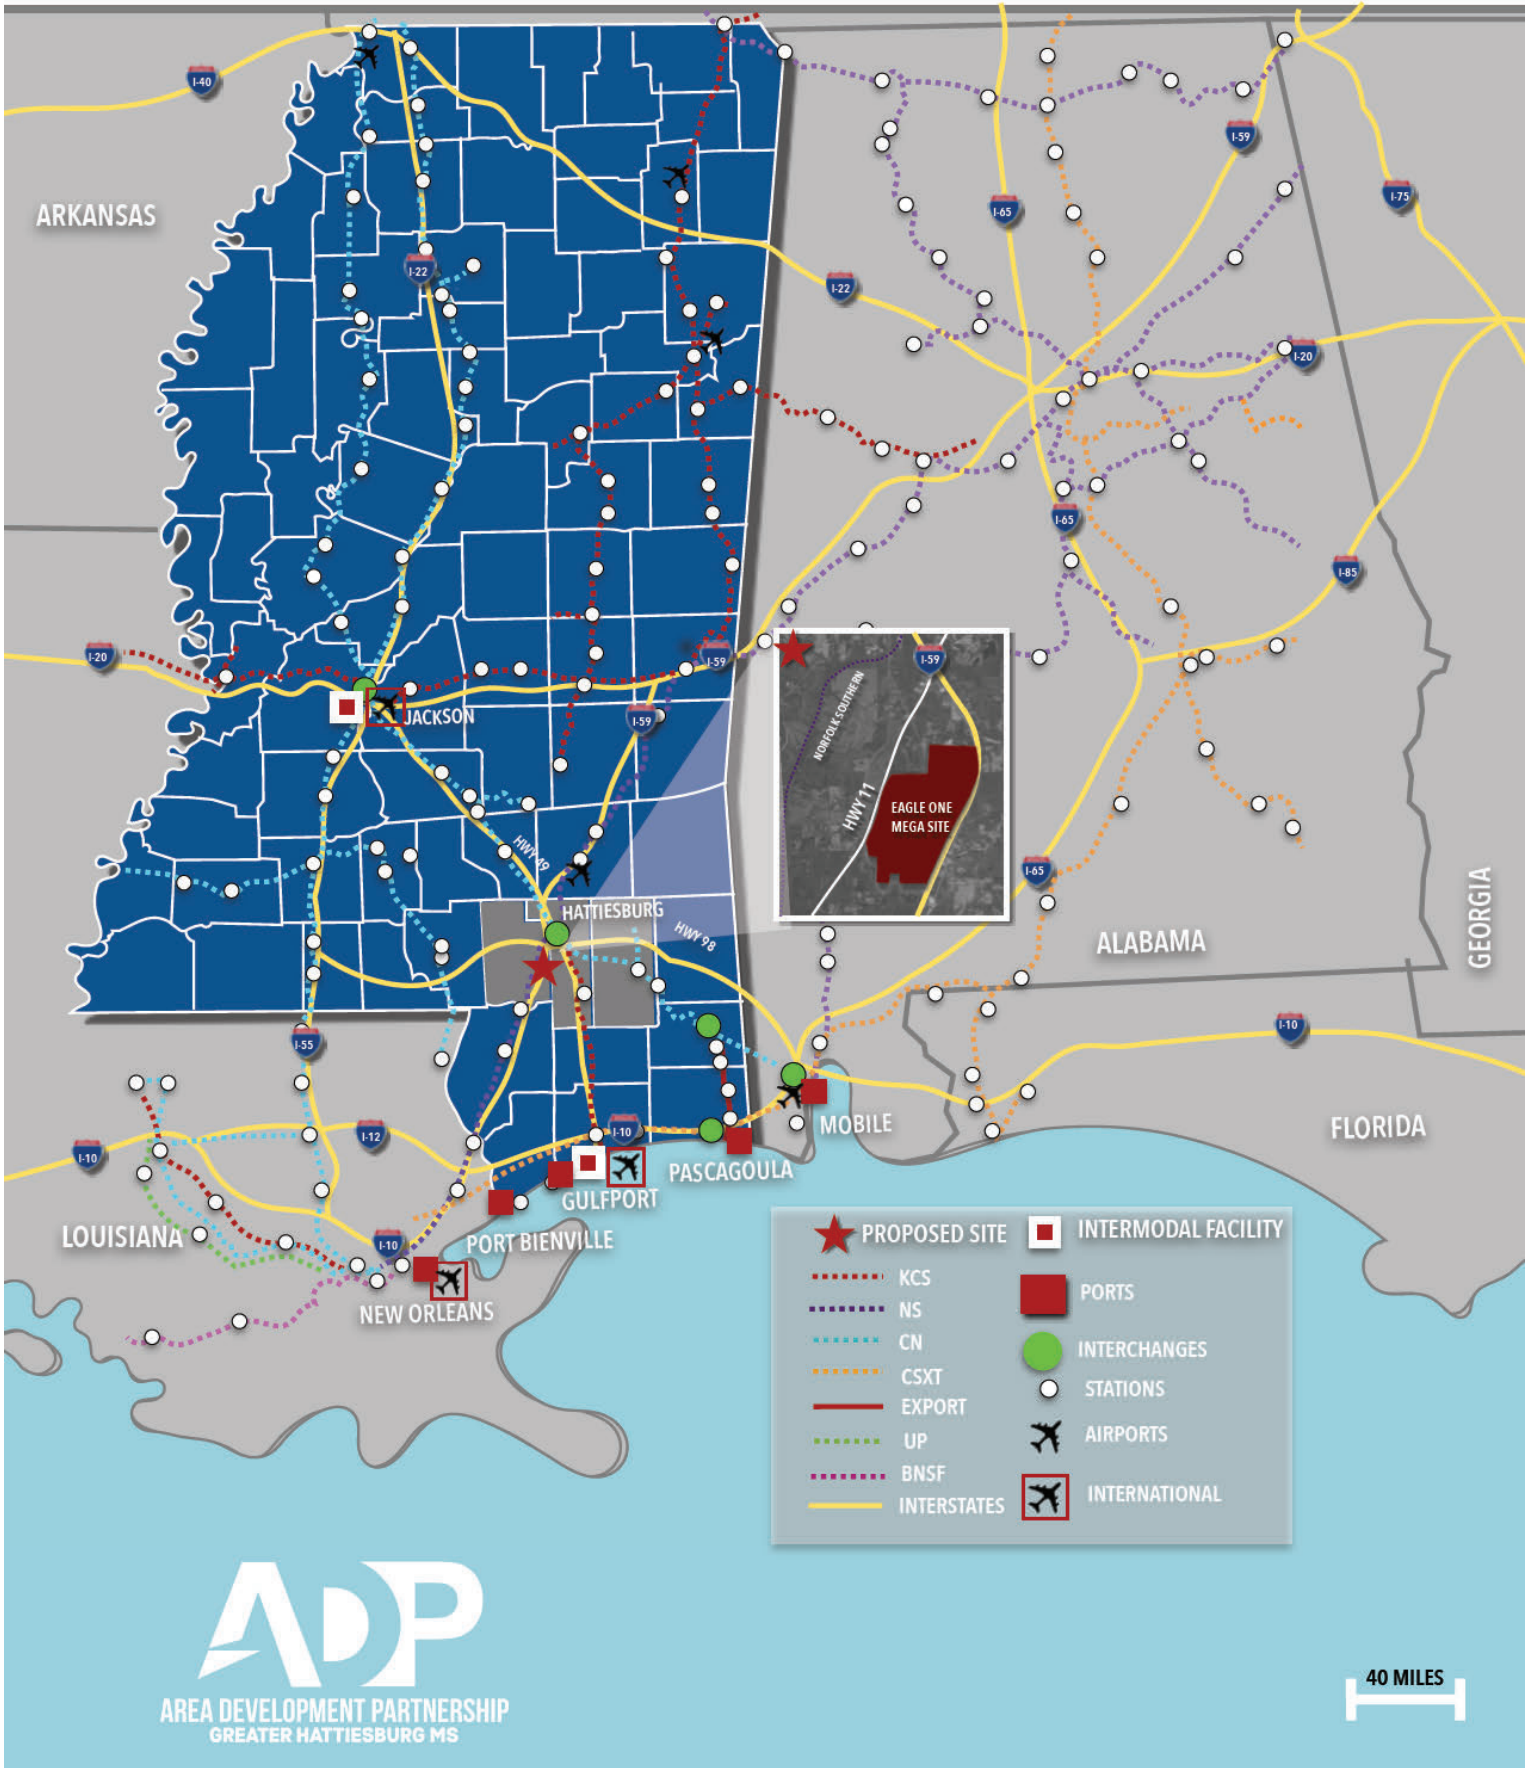 I-40
I-59
I-75
I-65
ARKANSAS
I-22
I-22
I-20
I-65
I-85
I-20
I-59
I-59
NORFOLK SOUTHERN
I-59
JACKSON
HWY 11
EAGLE ONE
MEGA SITE
HWY 49
I-65
HATTIESBURG
HWY 98
ALABAMA
GEORGIA
I-55
I-10
I-10
I-12
I-10
MOBILE
FLORIDA
PASCAGOULA
GULFPORT
LOUISIANA
I-10
PORT BIENVILLE
NEW ORLEANS
PROPOSED SITE
KCS
NS
CN
CSXT
EXPORT
UP
BNSF
INTERSTATES
INTERMODAL FACILITY
PORTS
INTERCHANGES
STATIONS
AIRPORTS
INTERNATIONAL
ADP
AREA DEVELOPMENT PARTNERSHIP
GREATER HATTIESBURG MS
40 MILES